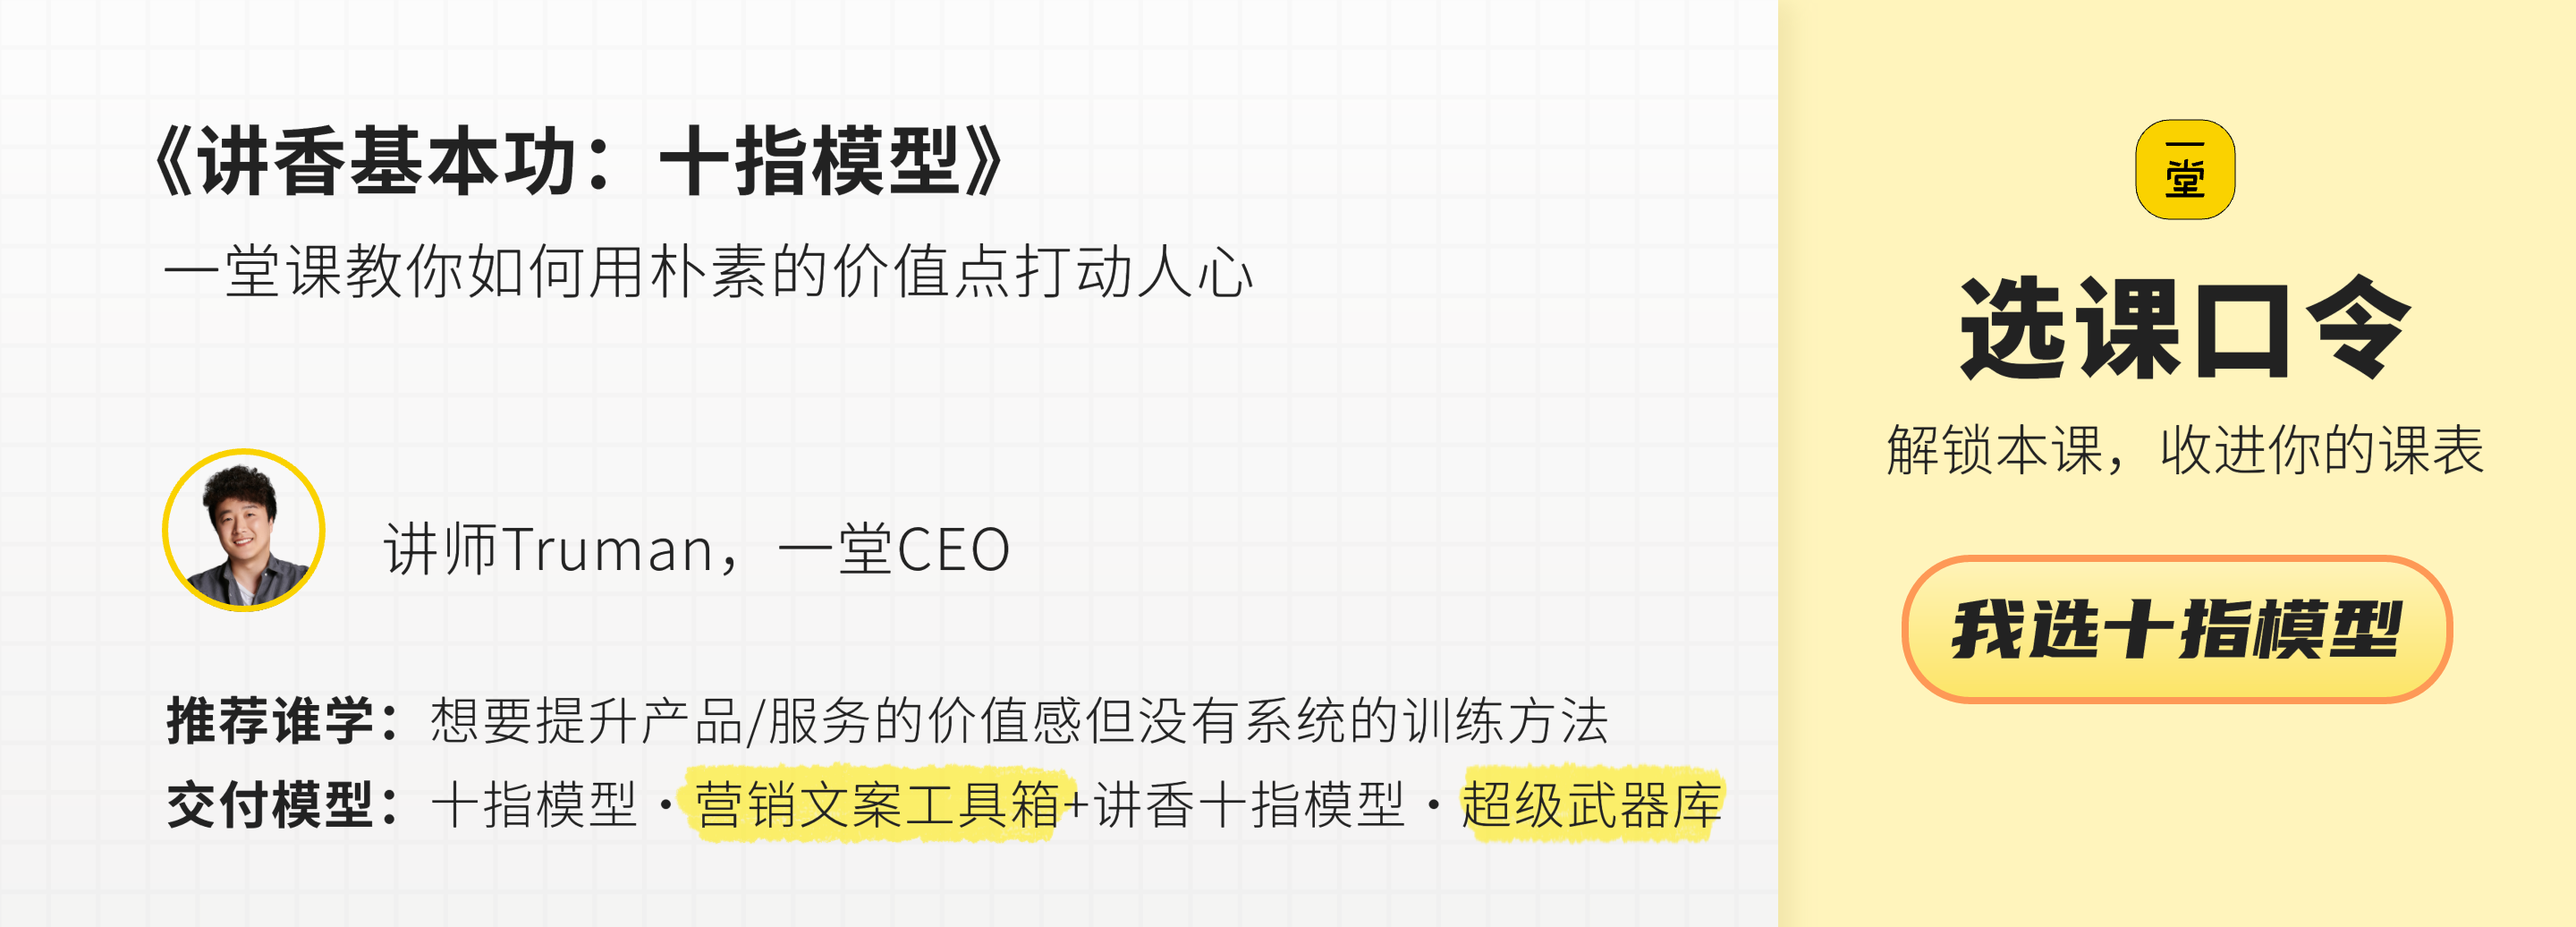 《讲香基本功：十指模型》
一堂课教你如何用朴素的价值点打动人心
讲师Truman，一堂CEO
推荐谁学：想要提升产品/服务的价值感但没有系统的训练方法
交付模型：十指模型·营销文案工具箱+讲香十指模型·超级武器库
一
堂
选课口令
解锁本课，收进你的课表
我选十指模型